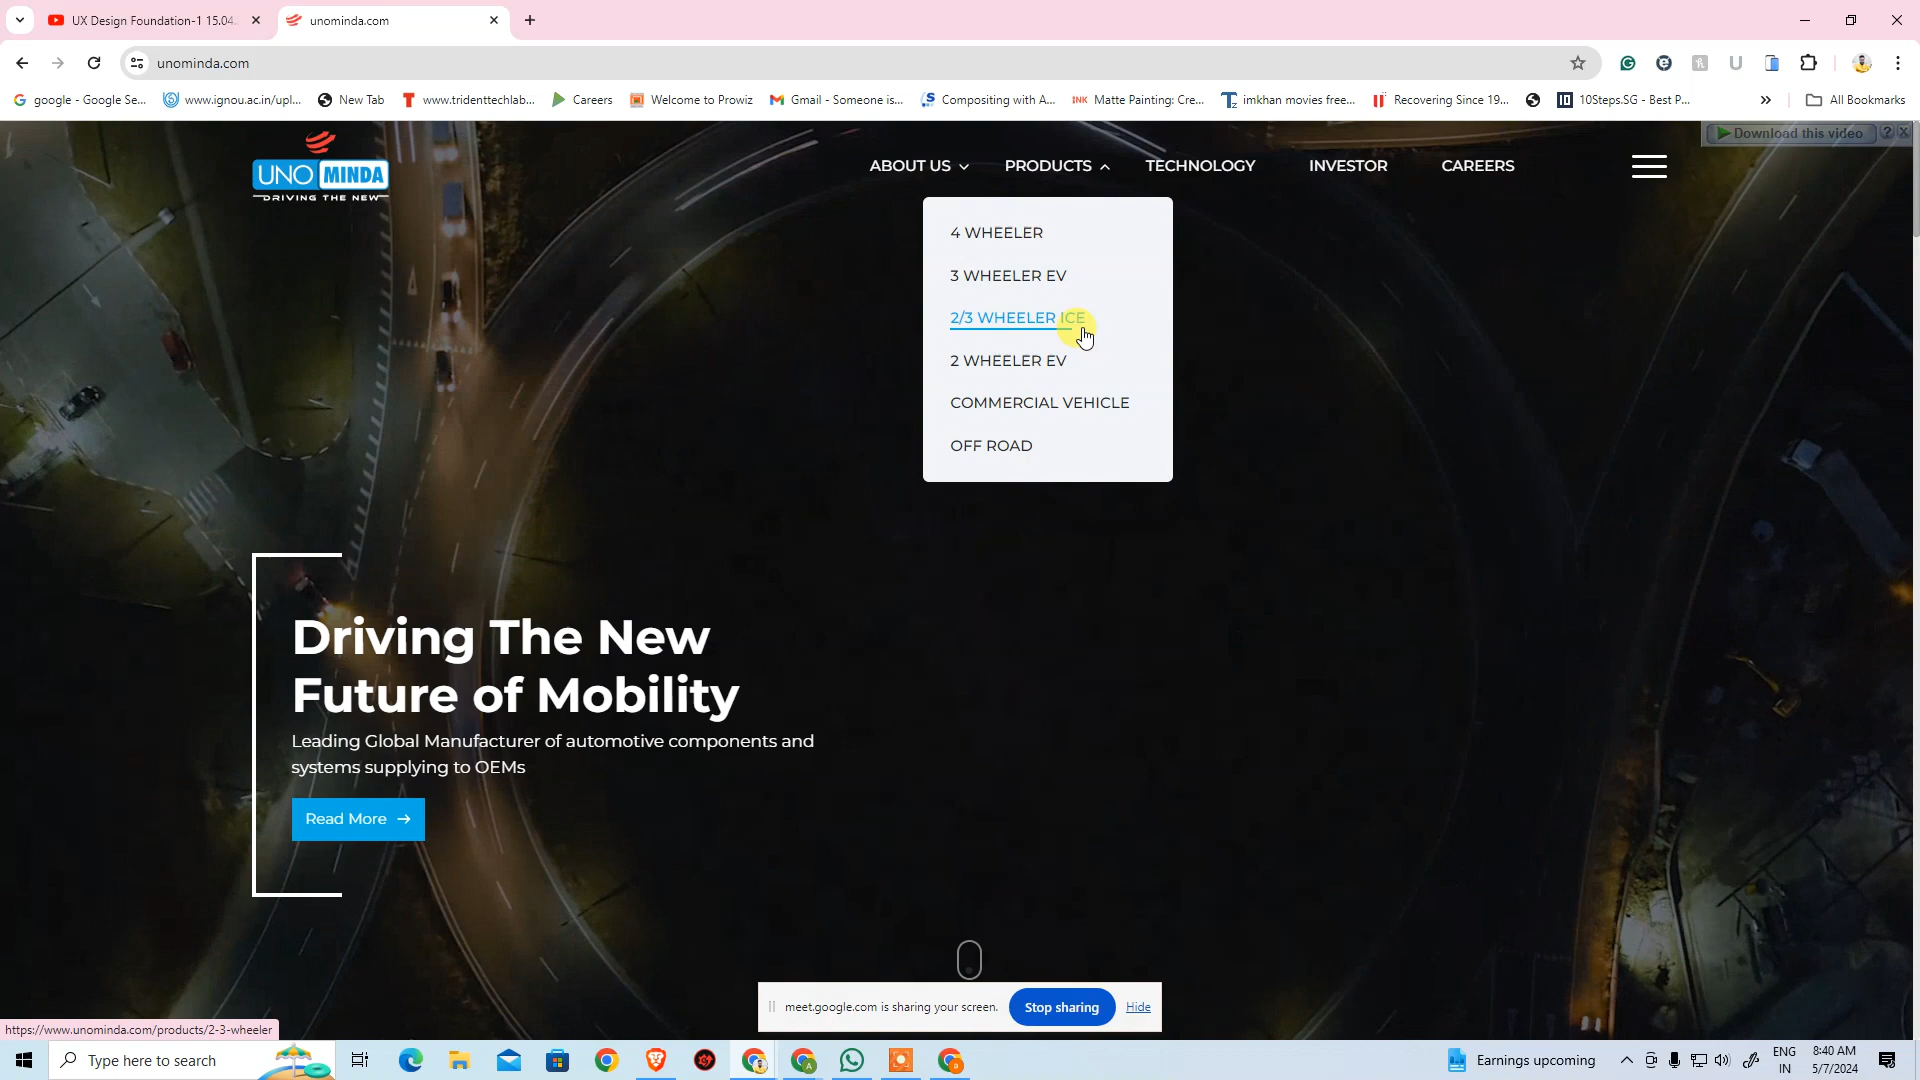 UX Design Foundation-1 15.04.
unominda.com
unominda.com
google - Google Se...
www.ignou.ac.in/upl...
New Tab
www.tridenttechlab...
Careers
Welcome to Prowiz
Gmail - Someone is...
Compositing with A...
INK Matte Painting: Cre...
imkhan movies free...
Recovering Since 19...
10Steps.SG - Best P...
All Bookmarks
Download this video
UNO MINDA
DRIVING THE NEW
ABOUT US
PRODUCTS
TECHNOLOGY
INVESTOR
CAREERS
4 WHEELER
3 WHEELER EV
2/3 WHEELER ICE
2 WHEELER EV
COMMERCIAL VEHICLE
OFF ROAD
Driving The New
Future of Mobility
Leading Global Manufacturer of automotive components and
systems supplying to OEMs
Read More →
meet.google.com is sharing your screen.
Stop sharing
Hide
https://www.unominda.com/products/2-3-wheeler
Type here to search
Earnings upcoming
ENG
IN
8:40 AM
5/7/2024